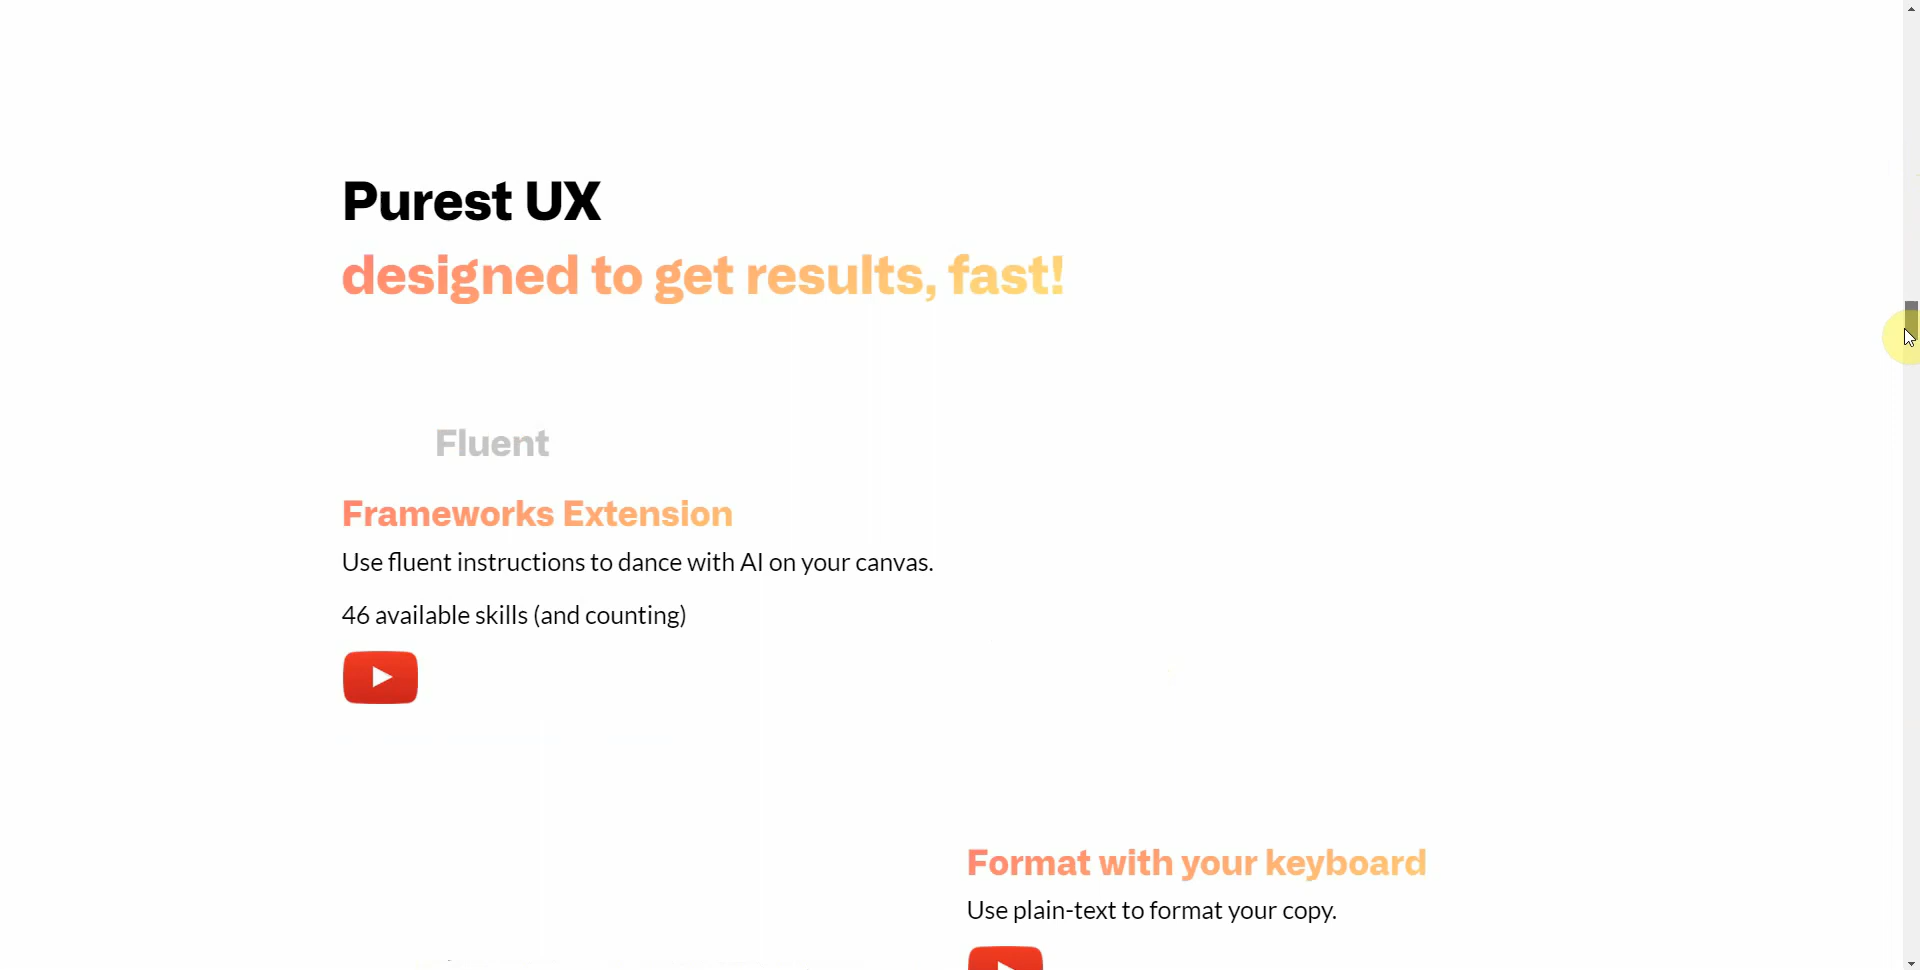 Purest UX
designed to get results, fast!
Fluent
Frameworks Extension
Use fluent instructions to dance with AI on your canvas.
46 available skills (and counting)
Format with your keyboard
Use plain-text to format your copy.